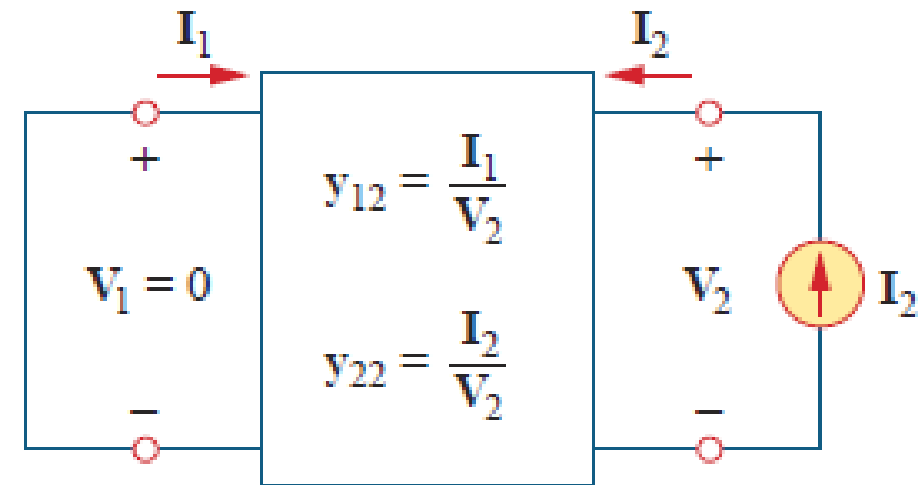 I₁ I₂
+ +
y₁₂ = I₁/V₂
V₁ = 0 V₂ I₂
y₂₂ = I₂/V₂
− −